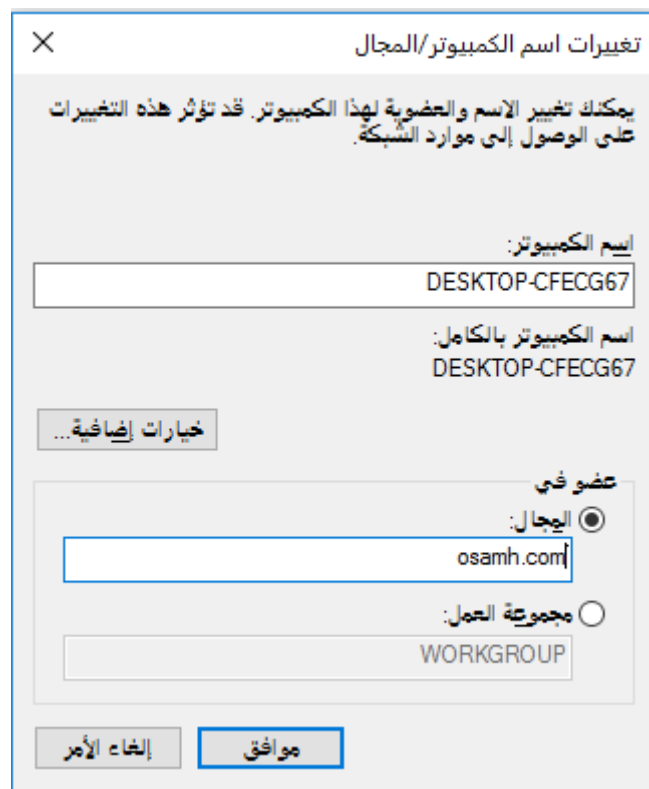 تغييرات اسم الكمبيوتر/المجال
يمكنك تغيير الاسم والعضوية لهذا الكمبيوتر. قد تؤثر هذه التغييرات
على الوصول إلى موارد الشبكة.
اسم الكمبيوتر:
DESKTOP-CFECG67
اسم الكمبيوتر بالكامل:
DESKTOP-CFECG67
خيارات إضافية...
عضو في
المجال:
osamh.com
مجموعة العمل:
WORKGROUP
موافق إلغاء الأمر